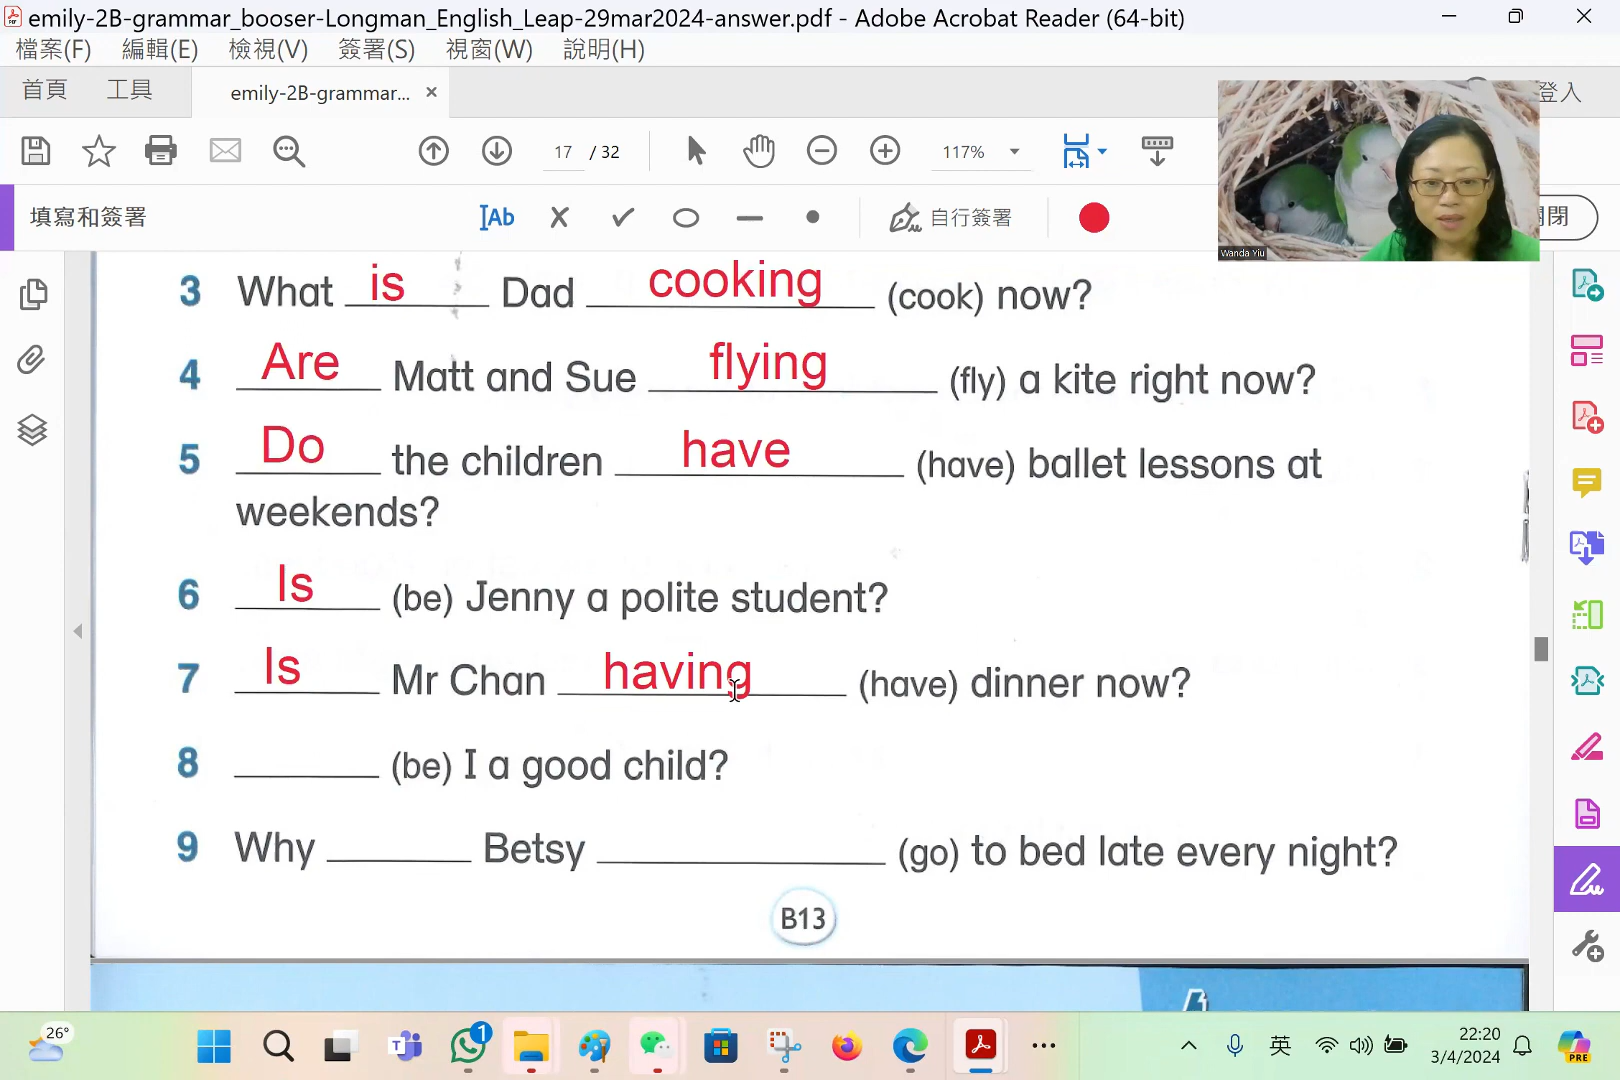 emily-2B-grammar_booser-Longman_English_Leap-29mar2024-answer.pdf - Adobe Acrobat Reader (64-bit)
檔案(F) 編輯(E) 檢視(V) 簽署(S) 視窗(W) 說明(H)
首頁 工具 emily-2B-grammar... × 登入
17 / 32 117%
填寫和簽署 Ab 自行簽署 閉
Wanda Yiu
3 What is Dad cooking (cook) now?
4 Are Matt and Sue flying (fly) a kite right now?
5 Do the children have (have) ballet lessons at
weekends?
6 Is (be) Jenny a polite student?
7 Is Mr Chan having (have) dinner now?
8 (be) I a good child?
9 Why Betsy (go) to bed late every night?
B13
26° 1 英 22:20
3/4/2024 PRE